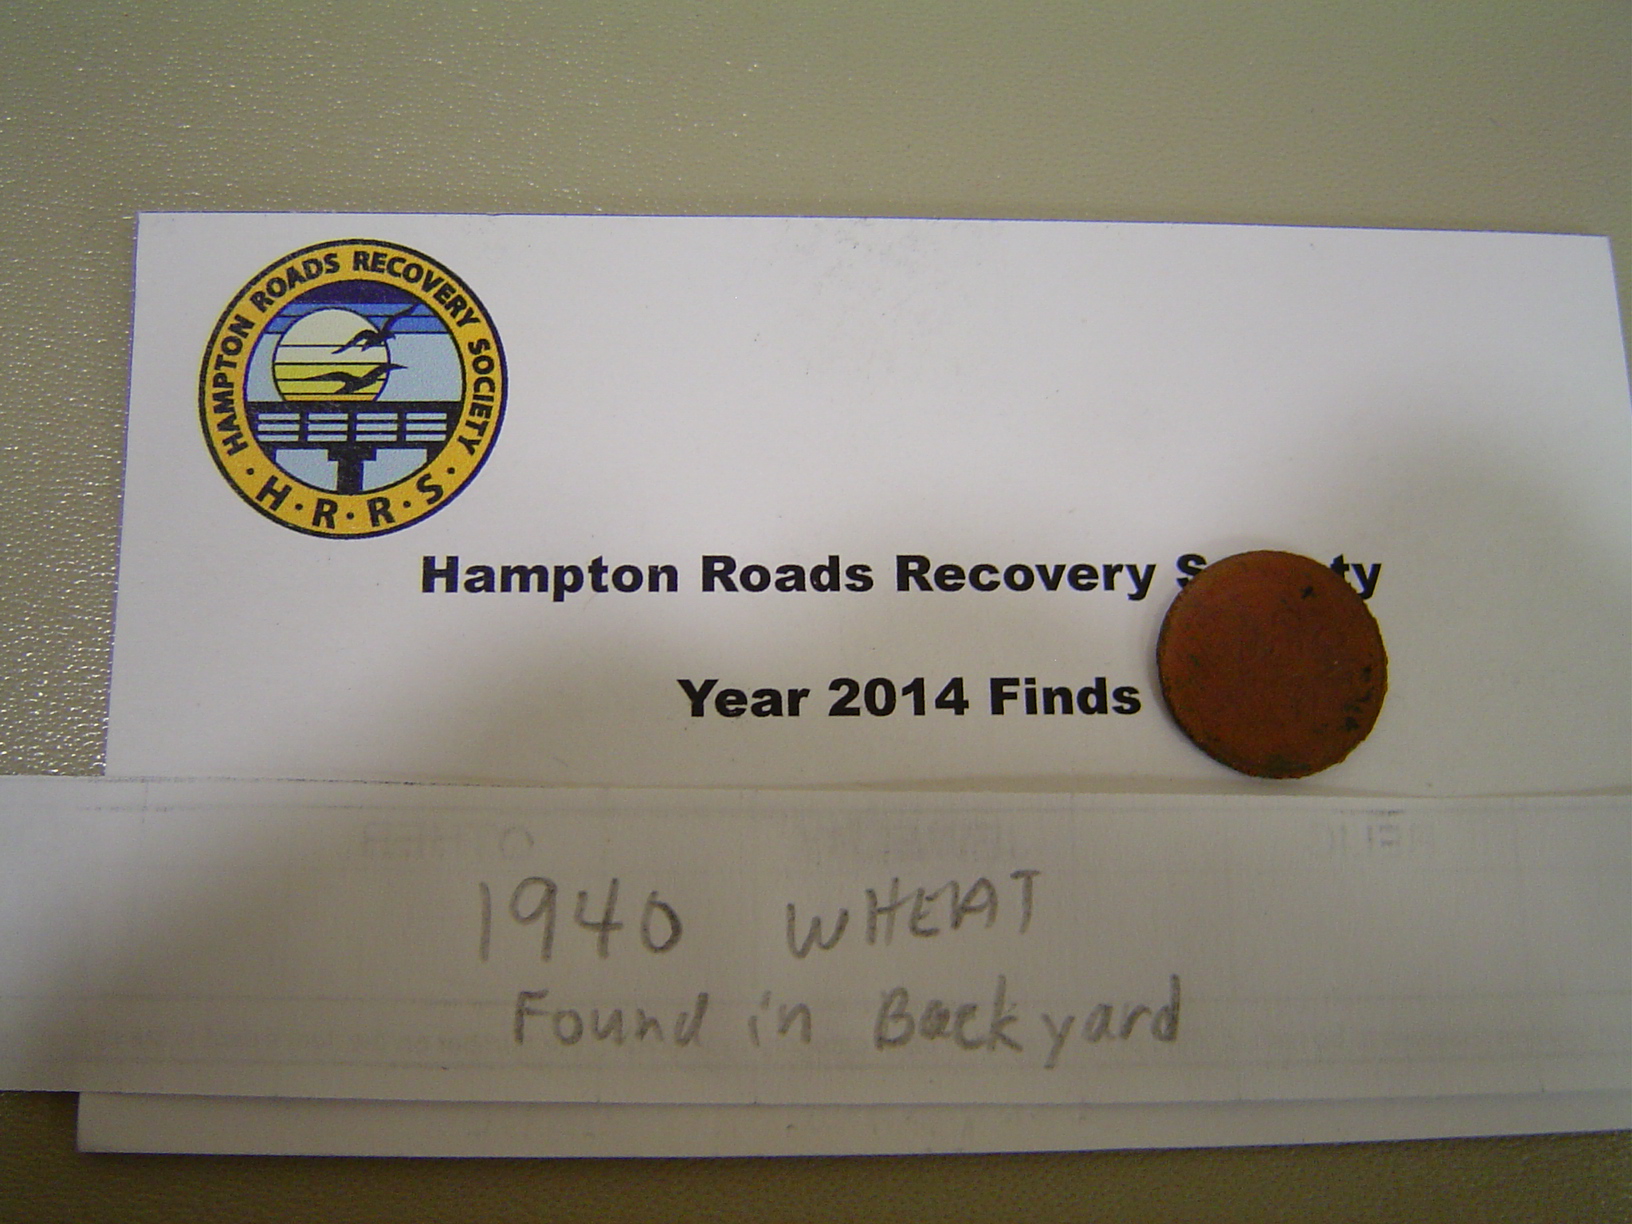 HAMPTON ROADS RECOVERY SOCIETY
· H · R · R · S ·
Hampton Roads Recovery
Year 2014 Finds
1940 WHEAT
Found in Backyard